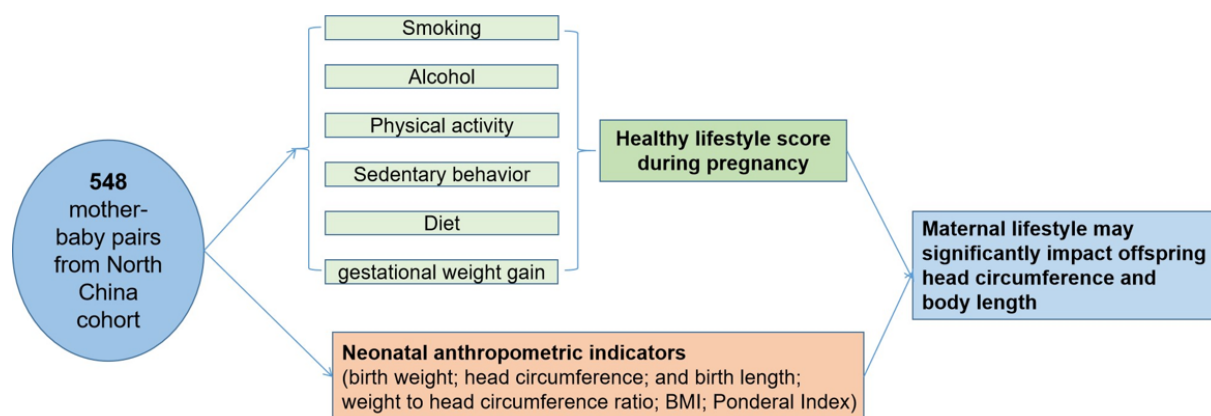 548
mother-
baby pairs
from North
China
cohort
Smoking
Alcohol
Physical activity
Sedentary behavior
Diet
gestational weight gain
Healthy lifestyle score
during pregnancy
Neonatal anthropometric indicators
(birth weight; head circumference; and birth length;
weight to head circumference ratio; BMI; Ponderal Index)
Maternal lifestyle may
significantly impact offspring
head circumference and
body length